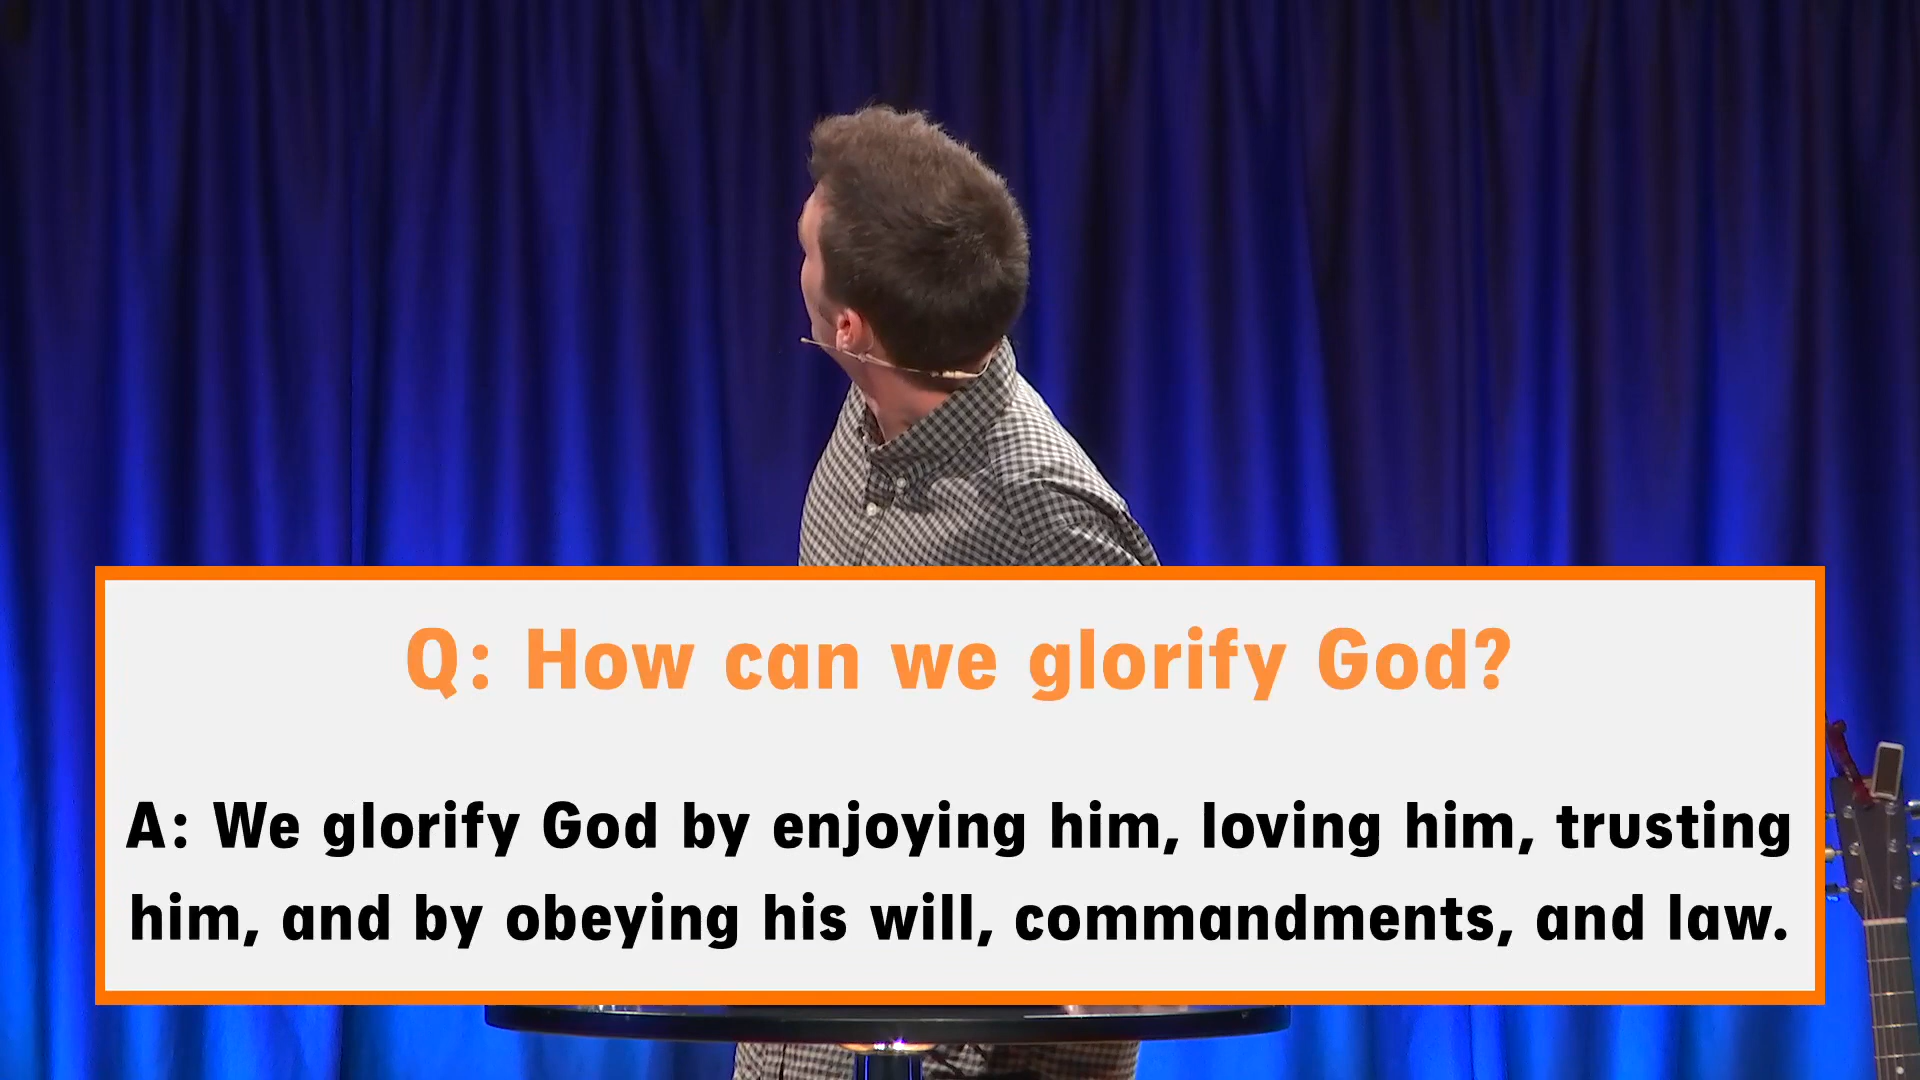 Q: How can we glorify God?
A: We glorify God by enjoying him, loving him, trusting
him, and by obeying his will, commandments, and law.